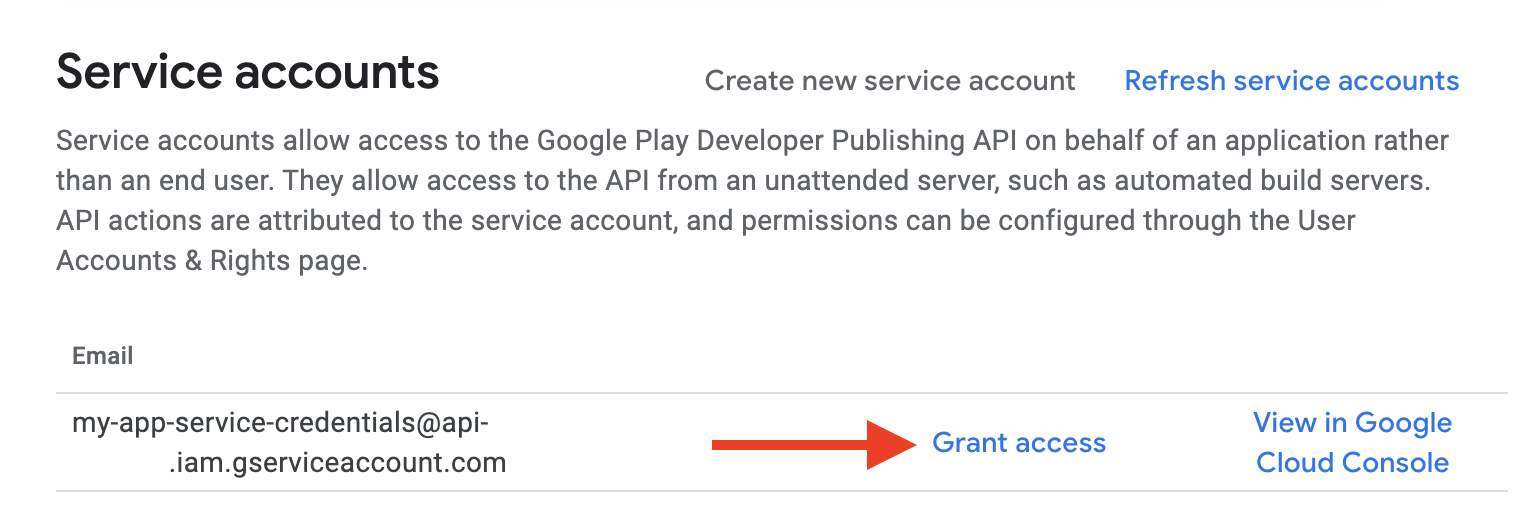 Service accounts
Create new service account
Refresh service accounts
Service accounts allow access to the Google Play Developer Publishing API on behalf of an application rather
than an end user. They allow access to the API from an unattended server, such as automated build servers.
API actions are attributed to the service account, and permissions can be configured through the User
Accounts & Rights page.
Email
my-app-service-credentials@api-
.iam.gserviceaccount.com
Grant access
View in Google
Cloud Console